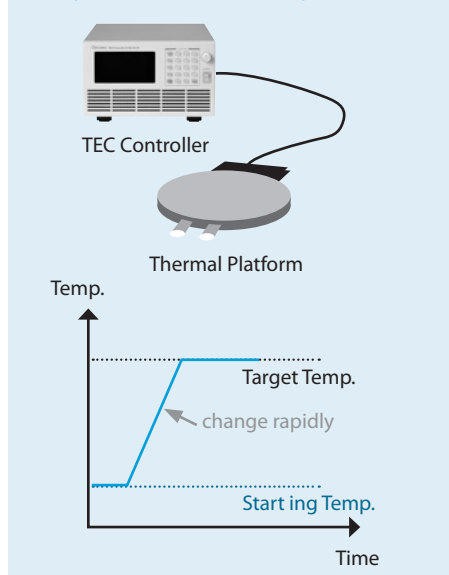 TEC Controller
Thermal Platform
Temp.
Target Temp.
change rapidly
Start ing Temp.
Time